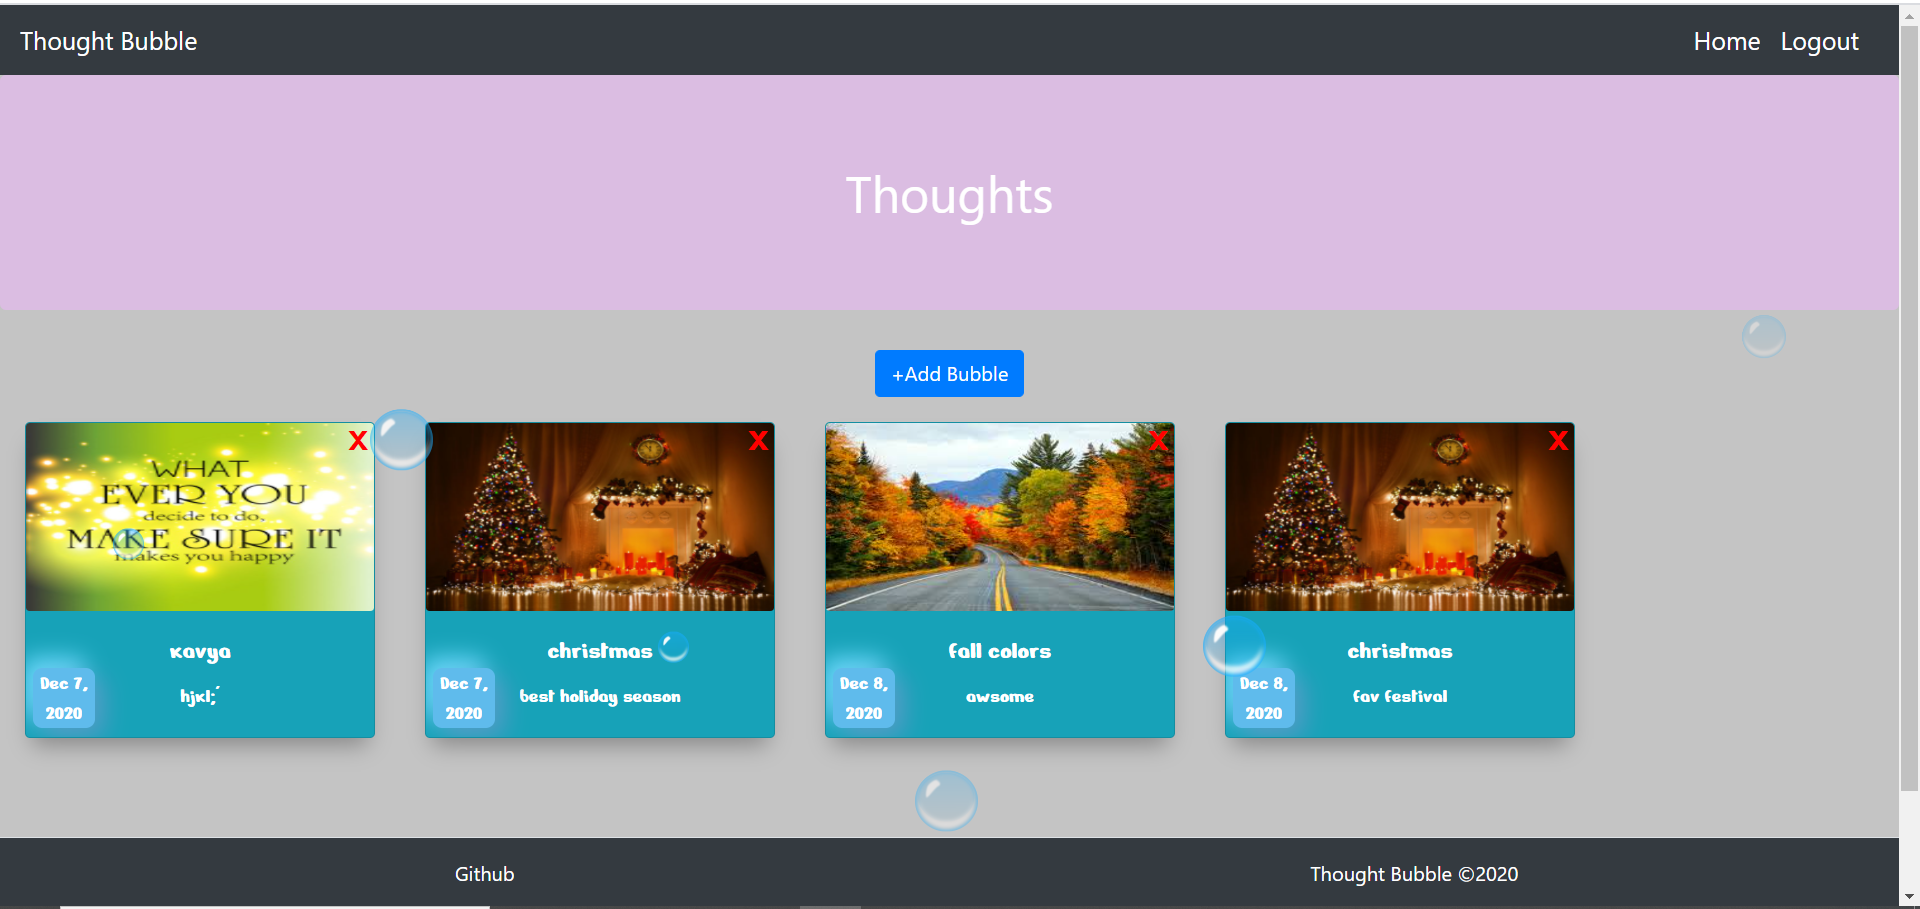 Thought Bubble
Home Logout
Thoughts
+Add Bubble
X
X
X
X
WHAT
EVER YOU
decide to do,
MAKE SURE IT
makes you happy
kavya
hjkl;'
Dec 7,
2020
christmas
best holiday season
Dec 7,
2020
fall colors
awsome
Dec 8,
2020
christmas
fav festival
Dec 8,
2020
Github
Thought Bubble ©2020